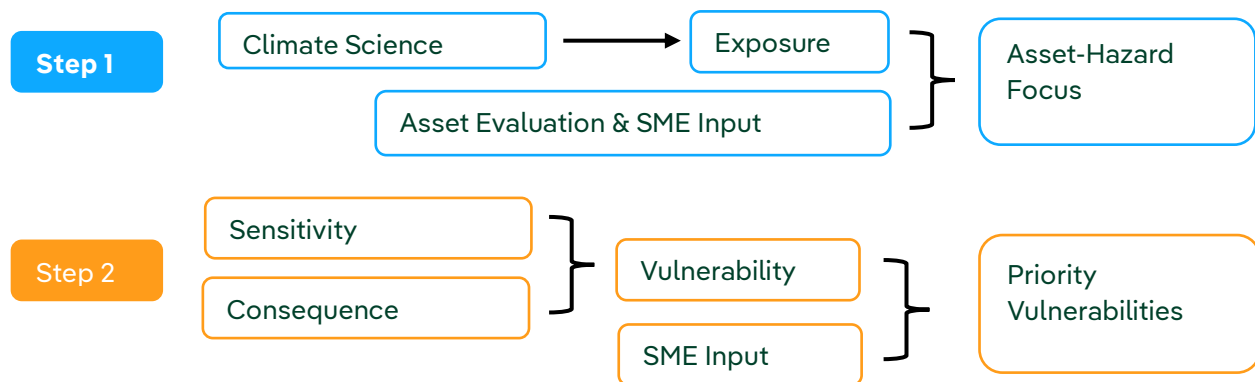 Step 1
Climate Science
Exposure
Asset Evaluation & SME Input
Asset-Hazard
Focus
Step 2
Sensitivity
Consequence
Vulnerability
SME Input
Priority
Vulnerabilities